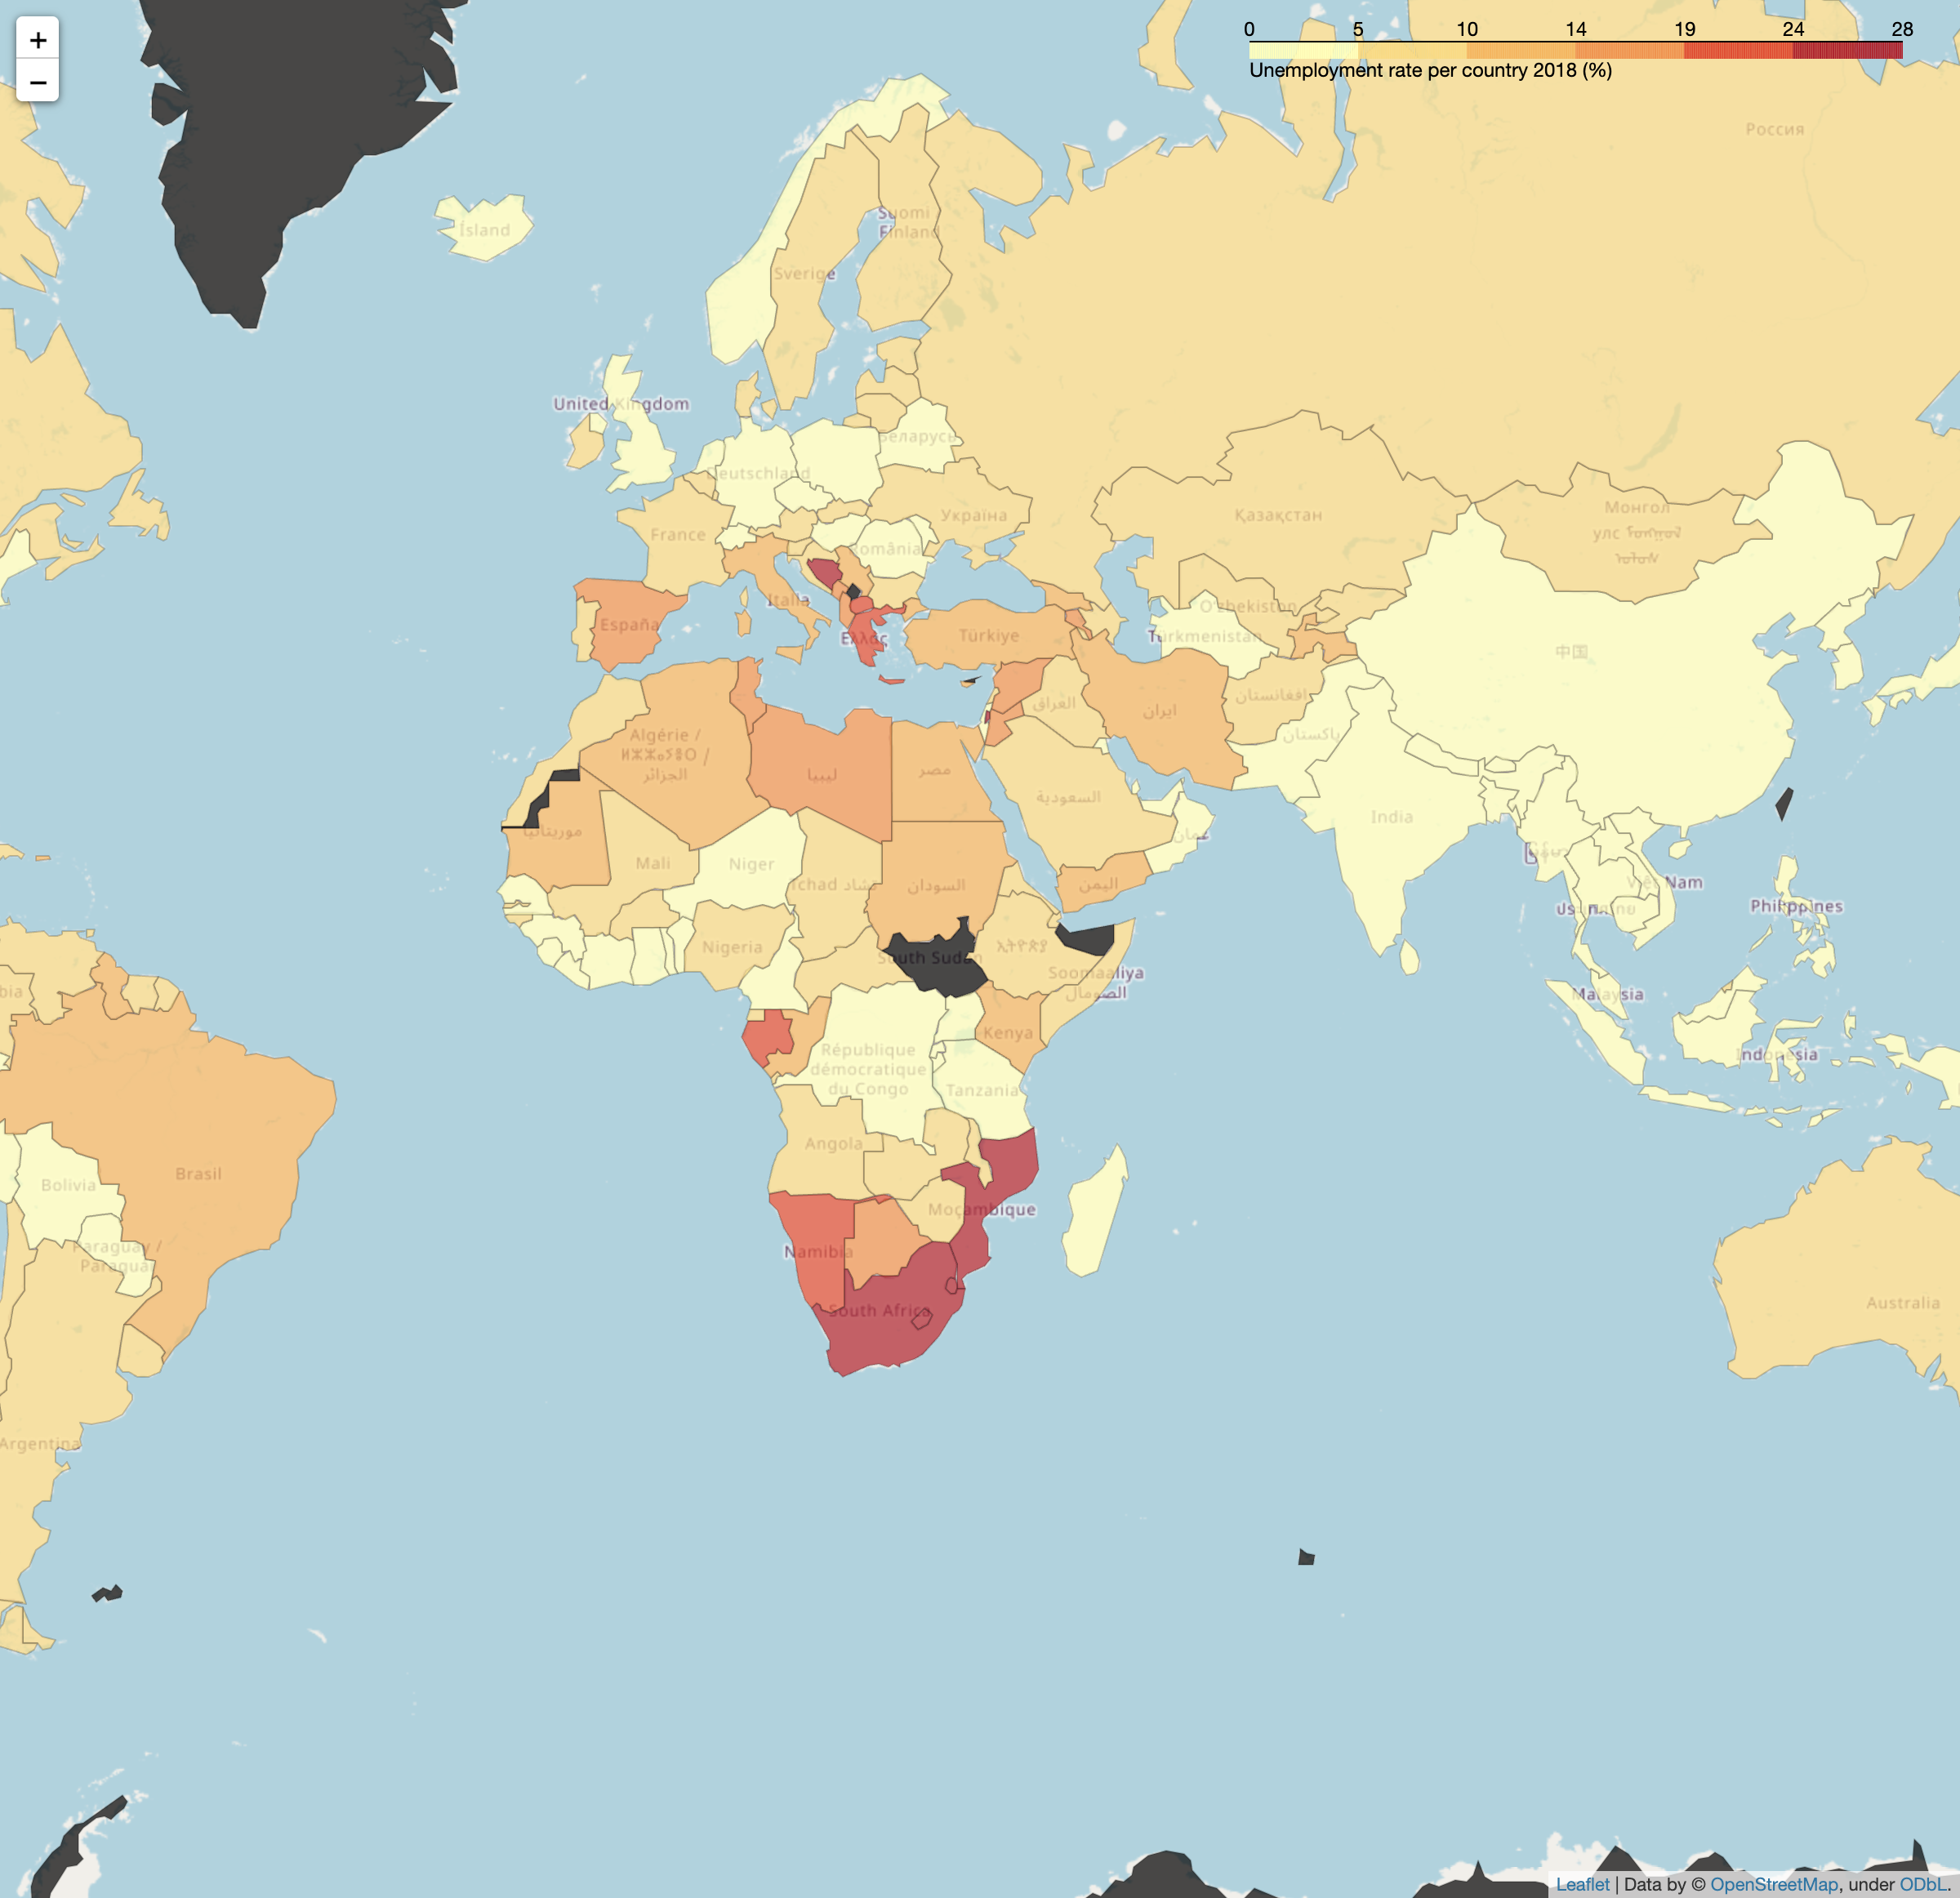 +
−
0 5 10 14 19 24 28
Unemployment rate per country 2018 (%)
Россия
Ísland
Suomi
Finland
Sverige
United Kingdom
Беларусь
Deutschland
Україна
Қазақстан
Монгол
улс
France
România
Italia
España
Ελλάς
Türkiye
Oʻzbekiston
Türkmenistan
中国
افغانستان
العراق
ایران
پاکستان
Algérie /
ⵍⵣⵣⴰⵢⴻⵔ /
الجزائر
ليبيا
مصر
السعودية
India
عمان
موريتانيا
Mali
Niger
Tchad تشاد
السودان
اليمن
Việt Nam
Philippines
Nigeria
ኢትዮጵያ
South Sudan
Soomaaliya
الصومال
Malaysia
Kenya
République
démocratique
du Congo
Indonesia
Tanzania
Angola
Brasil
Bolivia
Moçambique
Paraguay /
Paraguái
Namibia
South Africa
Australia
Argentina
Leaflet | Data by © OpenStreetMap, under ODbL.